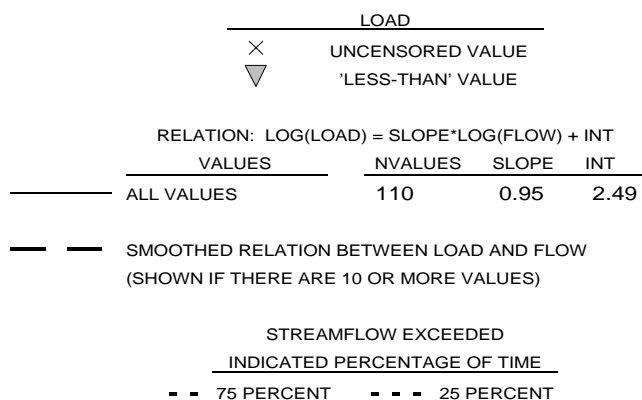 LOAD
UNCENSORED VALUE
'LESS-THAN' VALUE
RELATION: LOG(LOAD) = SLOPE*LOG(FLOW) + INT
VALUES NVALUES SLOPE INT
ALL VALUES 110 0.95 2.49
SMOOTHED RELATION BETWEEN LOAD AND FLOW
(SHOWN IF THERE ARE 10 OR MORE VALUES)
STREAMFLOW EXCEEDED
INDICATED PERCENTAGE OF TIME
75 PERCENT 25 PERCENT